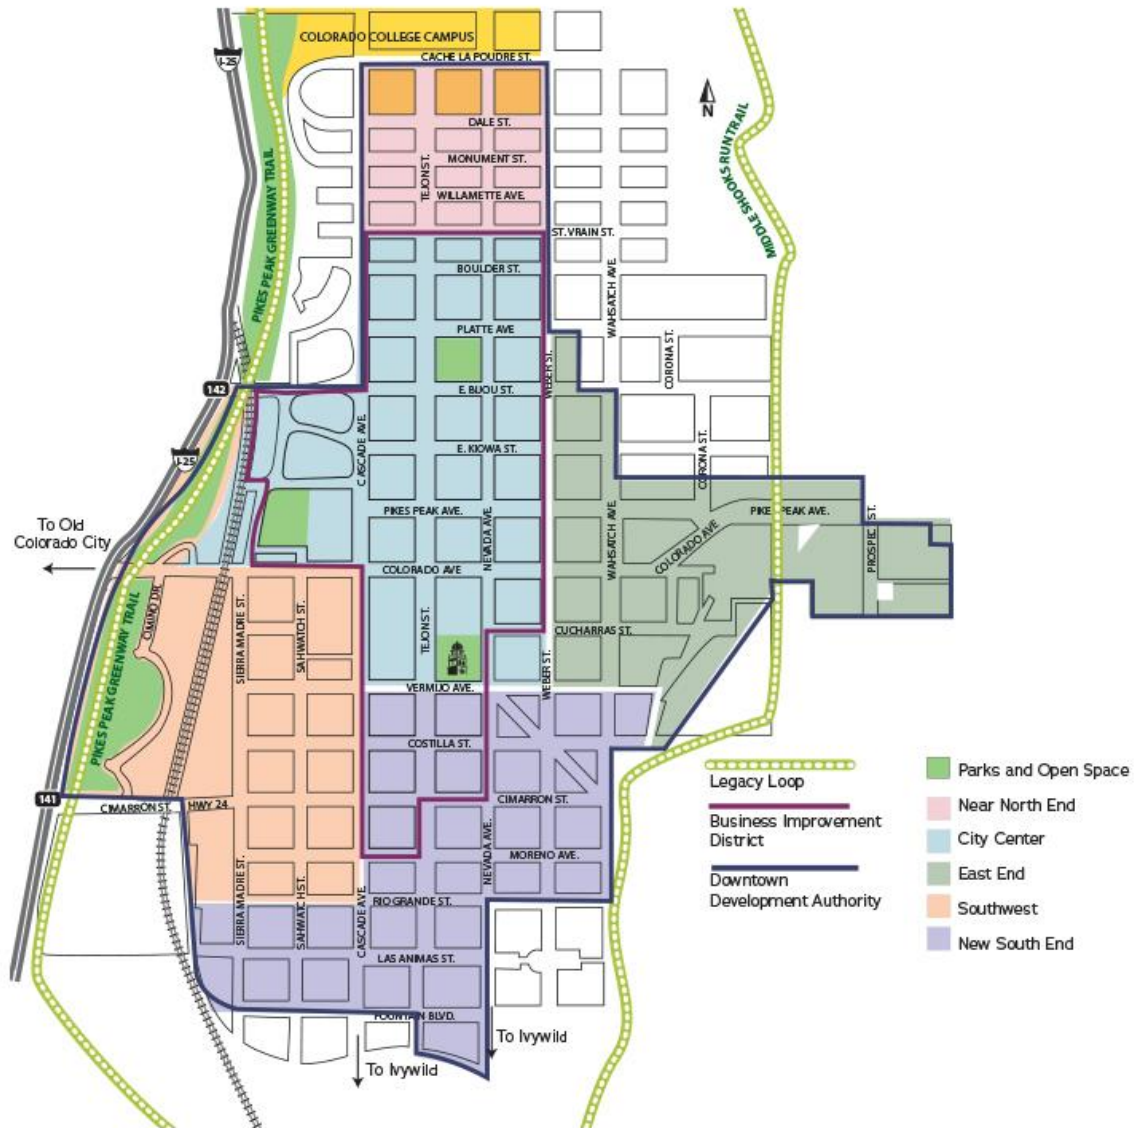 COLORADO COLLEGE CAMPUS
CACHE LA POUDRE ST.
I-25
N
DALE ST.
MONUMENT ST.
TEJON ST.
WILLAMETTE AVE.
PIKES PEAK GREENWAY TRAIL
MIDDLE SHOOKS RUN TRAIL
ST. VRAIN ST.
BOULDER ST.
WAHSATCH AVE.
PLATTE AVE
CORONA ST.
WEBER ST.
142
E. BIJOU ST.
CASCADE AVE.
E. KIOWA ST.
CORONA ST.
I-25
To Old
Colorado City
PIKES PEAK AVE.
NEVADA AVE.
WAHSATCH AVE.
COLORADO AVE
PIKES PEAK AVE.
PROSPECT ST.
COLORADO AVE
CIMINO DR.
SIERRA MADRE ST.
SAHWATCH ST.
TEJON ST.
CUCHARRAS ST.
WEBER ST.
PIKES PEAK GREENWAY TRAIL
VERMIJO AVE.
COSTILLA ST.
141
CIMARRON ST.
HWY 24
CIMARRON ST.
NEVADA AVE.
MORENO AVE.
SIERRA MADRE ST.
SAHWATCH ST.
CASCADE AVE.
RIO GRANDE ST.
LAS ANIMAS ST.
FOUNTAIN BLVD.
To Ivywild
To Ivywild
Legacy Loop
Business Improvement
District
Downtown
Development Authority
Parks and Open Space
Near North End
City Center
East End
Southwest
New South End